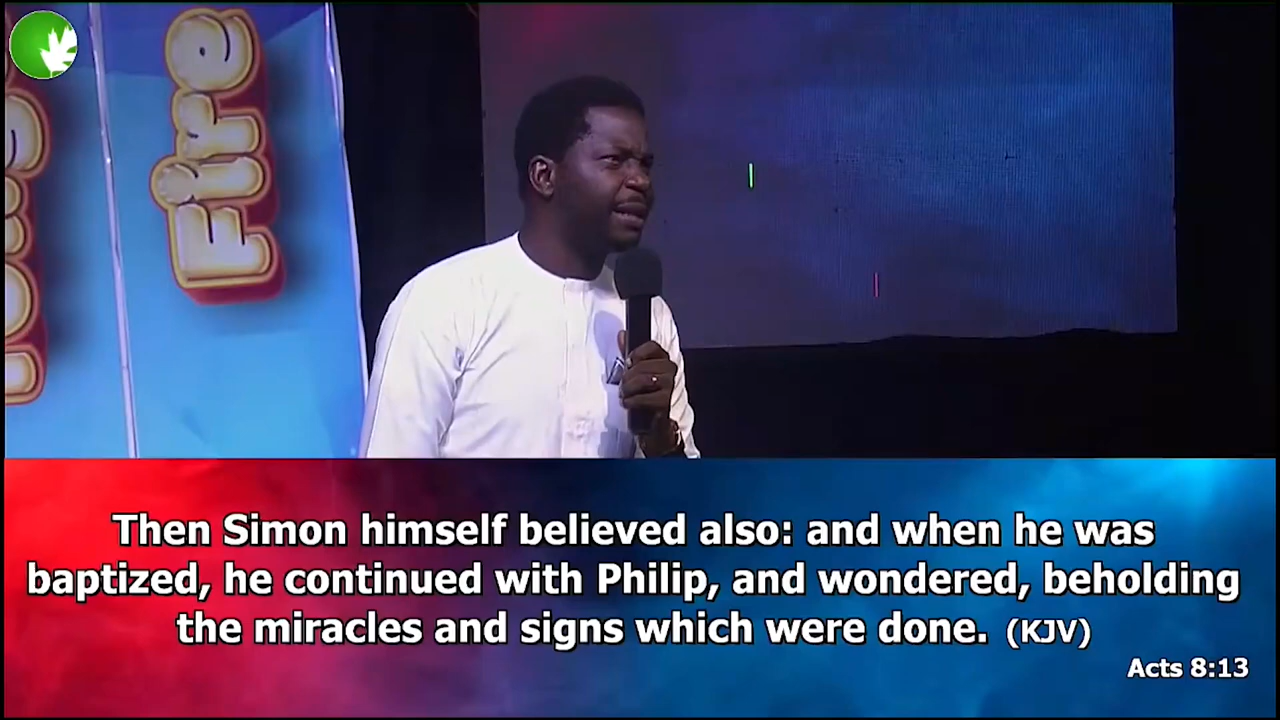 Fire
Then Simon himself believed also: and when he was
baptized, he continued with Philip, and wondered, beholding
the miracles and signs which were done. (KJV)
Acts 8:13